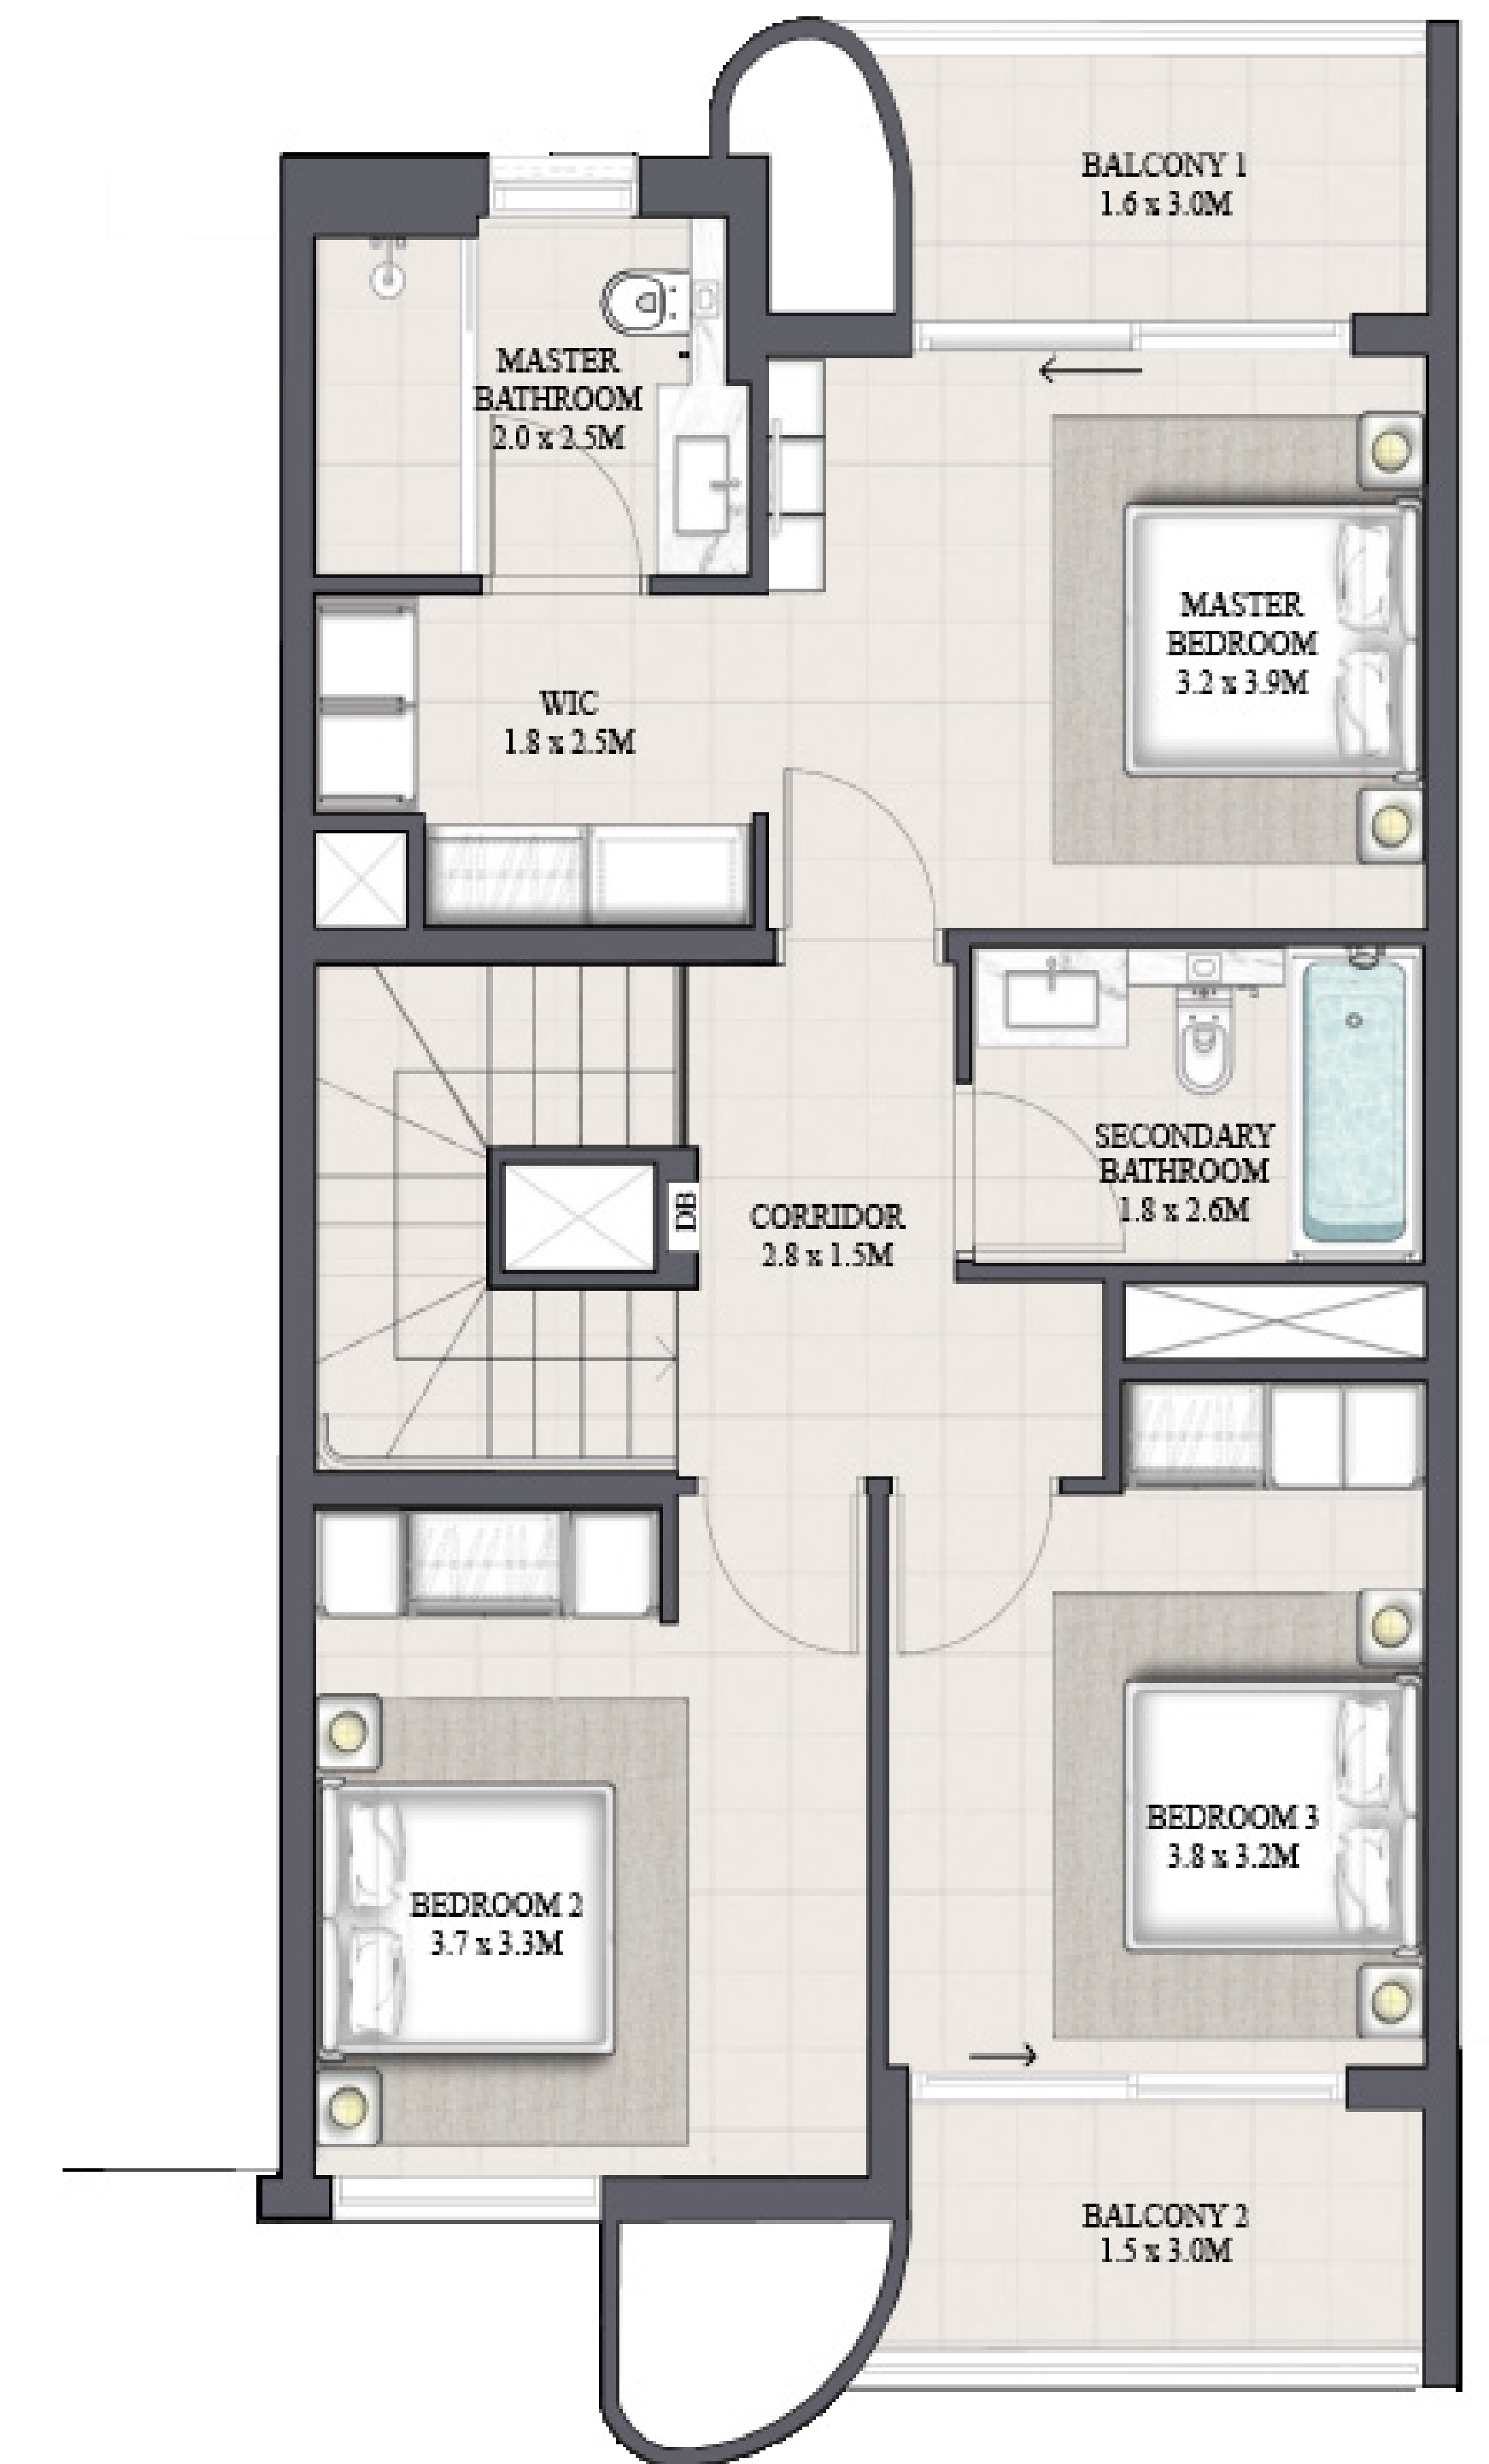 BALCONY 1
1.6 x 3.0M
MASTER
BATHROOM
2.0 x 2.5M
MASTER
BEDROOM
3.2 x 3.9M
WIC
1.8 x 2.5M
SECONDARY
BATHROOM
1.8 x 2.6M
DB
CORRIDOR
2.8 x 1.5M
BEDROOM 3
3.8 x 3.2M
BEDROOM 2
3.7 x 3.3M
BALCONY 2
1.5 x 3.0M